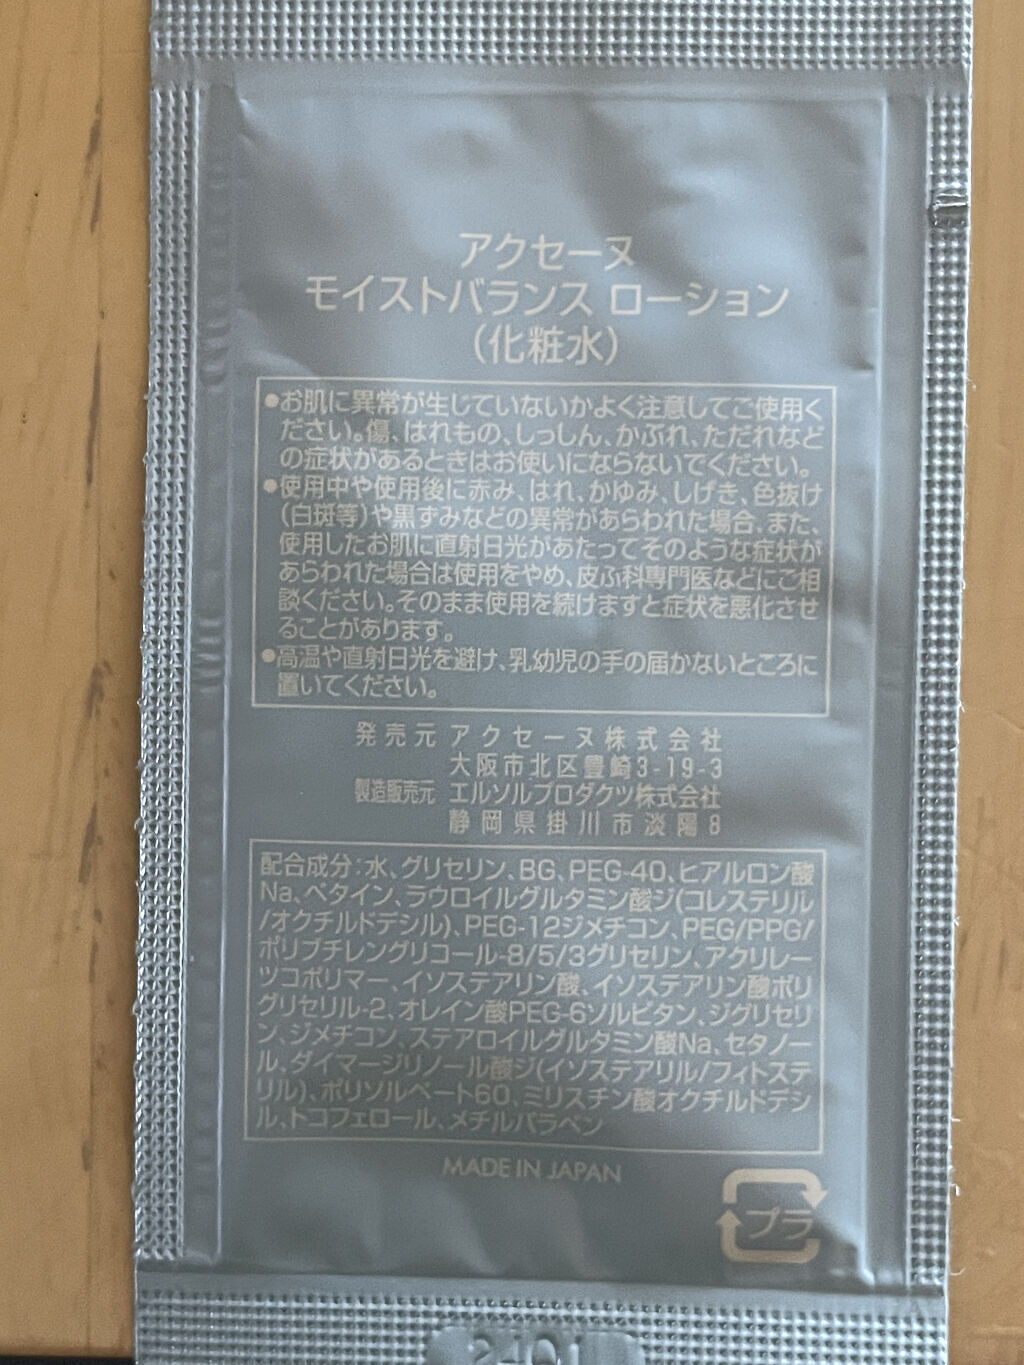 アクセーヌ
モイストバランス ローション
（化粧水）
●お肌に異常が生じていないかよく注意してご使用く
ださい。傷、はれもの、しっしん、かぶれ、ただれなど
の症状があるときはお使いにならないでください。
●使用中や使用後に赤み、はれ、かゆみ、しげき、色抜け
（白斑等）や黒ずみなどの異常があらわれた場合、また、
使用したお肌に直射日光があたってそのような症状が
あらわれた場合は使用をやめ、皮ふ科専門医などにご相
談ください。そのまま使用を続けますと症状を悪化させ
ることがあります。
●高温や直射日光を避け、乳幼児の手の届かないところに
置いてください。
発売元 アクセーヌ株式会社
大阪市北区豊崎3-19-3
製造販売元 エルソルプロダクツ株式会社
静岡県掛川市淡陽8
配合成分：水、グリセリン、BG、PEG-40、ヒアルロン酸
Na、ベタイン、ラウロイルグルタミン酸ジ(コレステリル
/オクチルドデシル)、PEG-12ジメチコン、PEG/PPG/
ポリブチレングリコール-8/5/3グリセリン、アクリレー
ツコポリマー、イソステアリン酸、イソステアリン酸ポリ
グリセリル-2、オレイン酸PEG-6ソルビタン、ジグリセリ
ン、ジメチコン、ステアロイルグルタミン酸Na、セタノー
ル、ダイマージリノール酸ジ(イソステアリル/フィトステ
リル)、ポリソルベート60、ミリスチン酸オクチルドデシ
ル、トコフェロール、メチルパラベン
MADE IN JAPAN
プラ